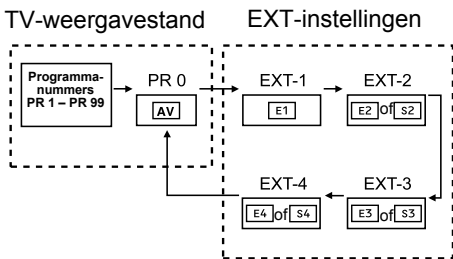 TV-weergavestand EXT-instellingen
Programma-
nummers
PR 1 – PR 99
PR 0
AV
EXT-1
E1
EXT-2
E2 of S2
EXT-4
E4 of S4
EXT-3
E3 of S3